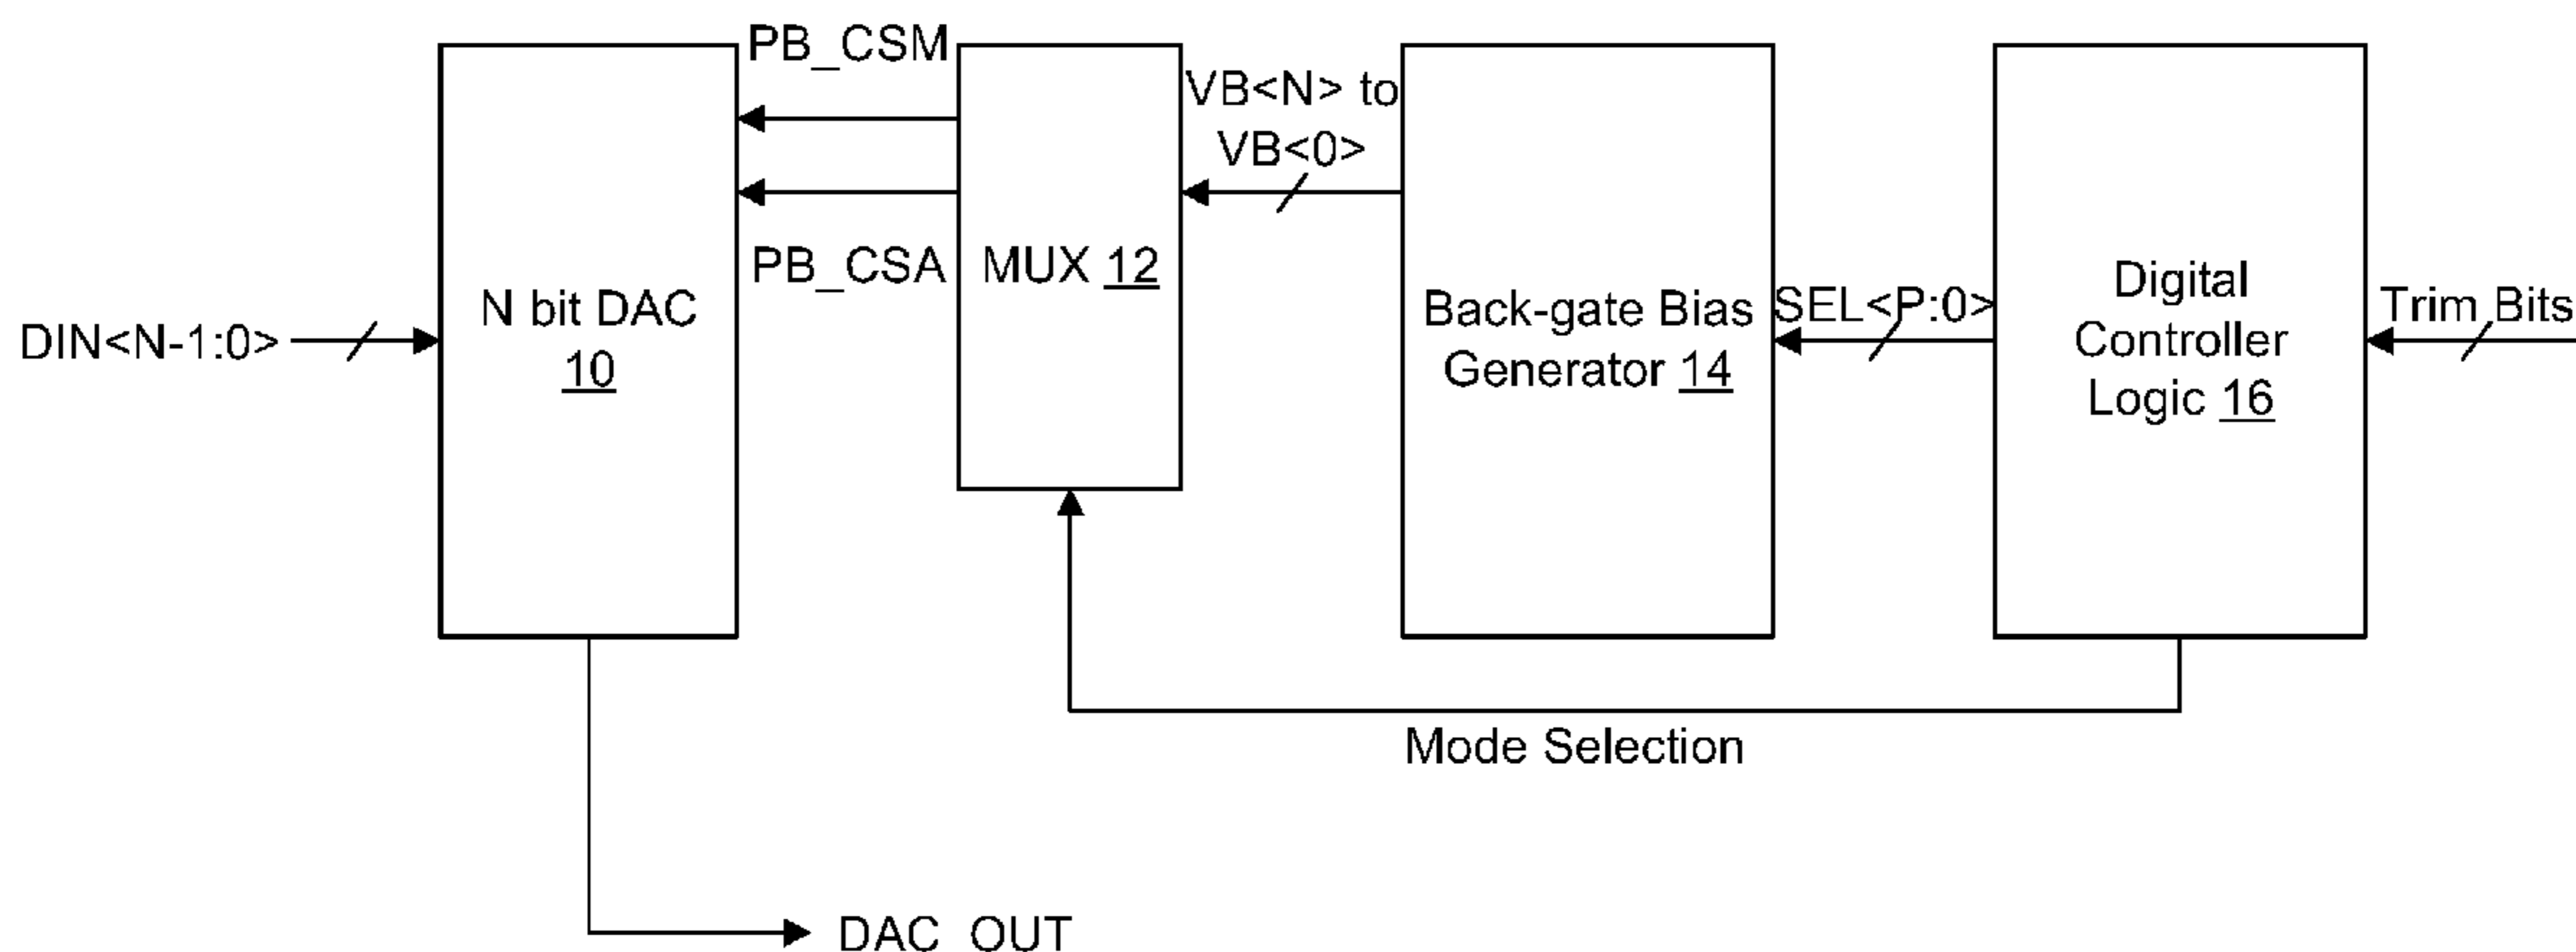 PB_CSM
VB<N> to
VB<0>
PB_CSA
MUX 12
DIN<N-1:0>
N bit DAC
10
Back-gate Bias
Generator 14
SEL<P:0>
Digital
Controller
Logic 16
Trim Bits
Mode Selection
DAC_OUT